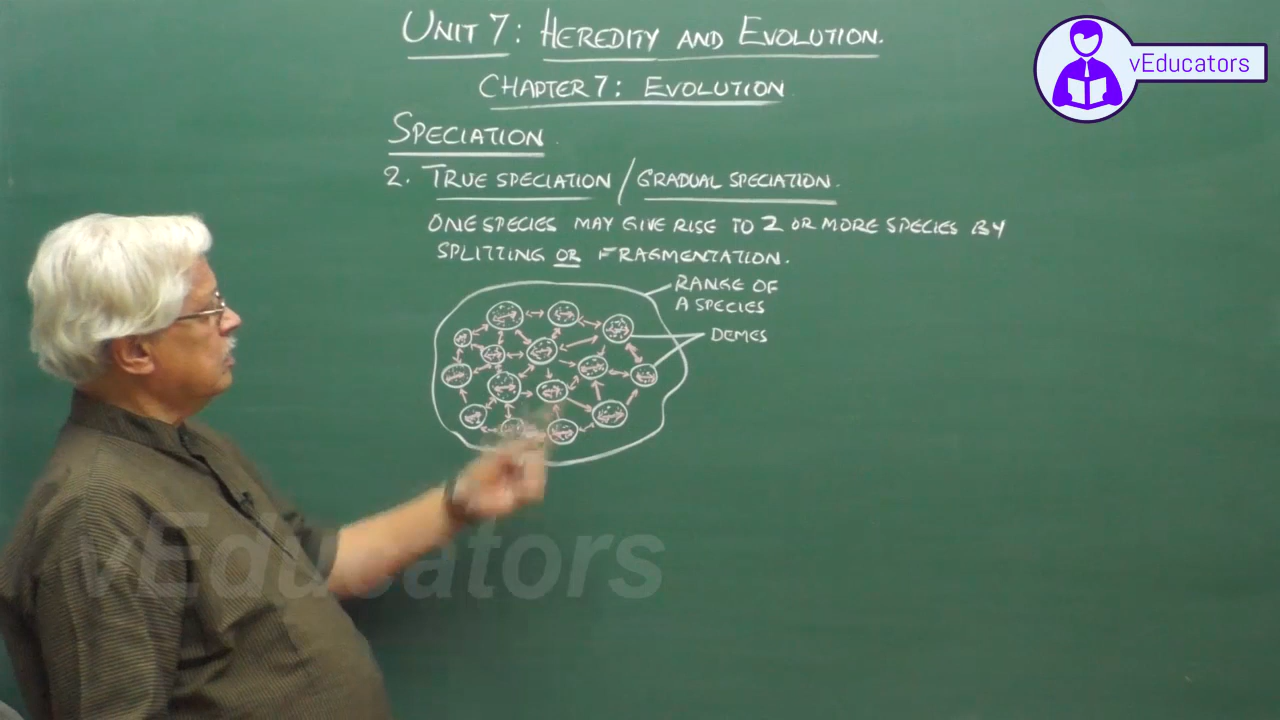 UNIT 7: HEREDITY AND EVOLUTION.
vEducators
CHAPTER 7: EVOLUTION
SPECIATION
2. TRUE SPECIATION / GRADUAL SPECIATION.
ONE SPECIES MAY GIVE RISE TO 2 OR MORE SPECIES BY
SPLITTING OR FRAGMENTATION.
RANGE OF
A SPECIES
DEMES
vEducators